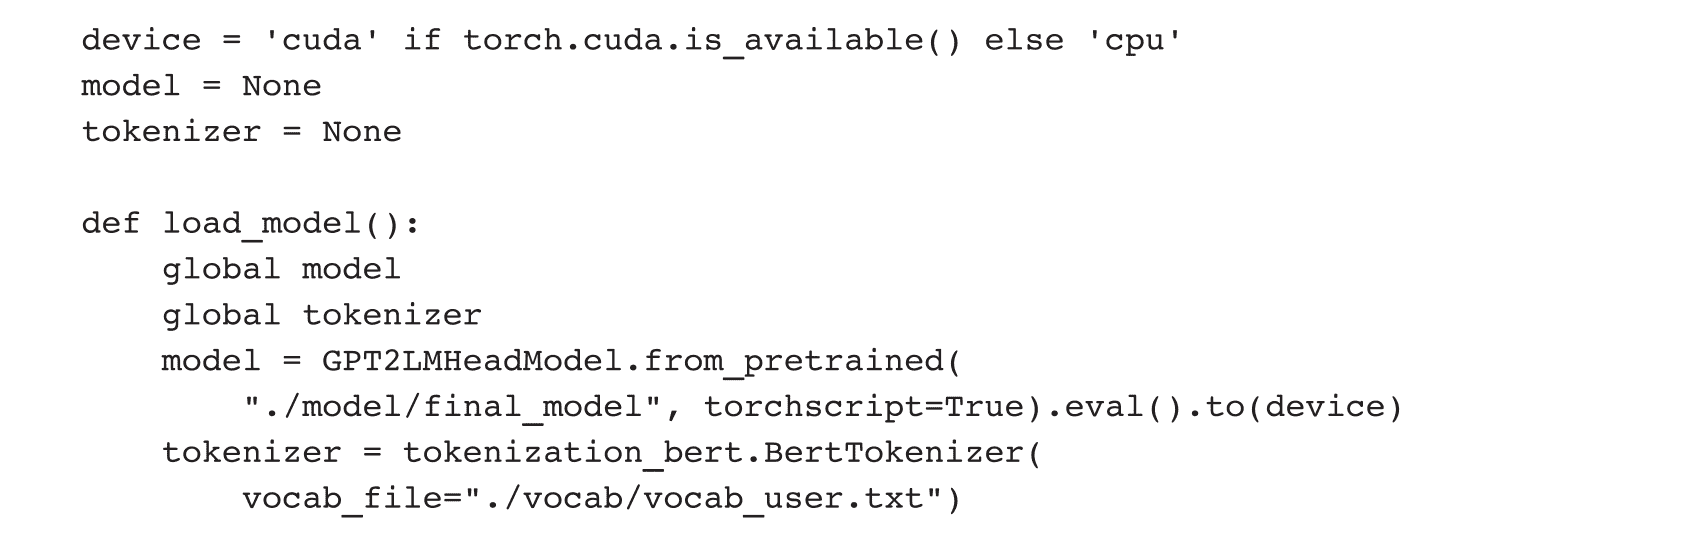 device = 'cuda' if torch.cuda.is_available() else 'cpu'
model = None
tokenizer = None

def load_model():
    global model
    global tokenizer
    model = GPT2LMHeadModel.from_pretrained(
        "./model/final_model", torchscript=True).eval().to(device)
    tokenizer = tokenization_bert.BertTokenizer(
        vocab_file="./vocab/vocab_user.txt")